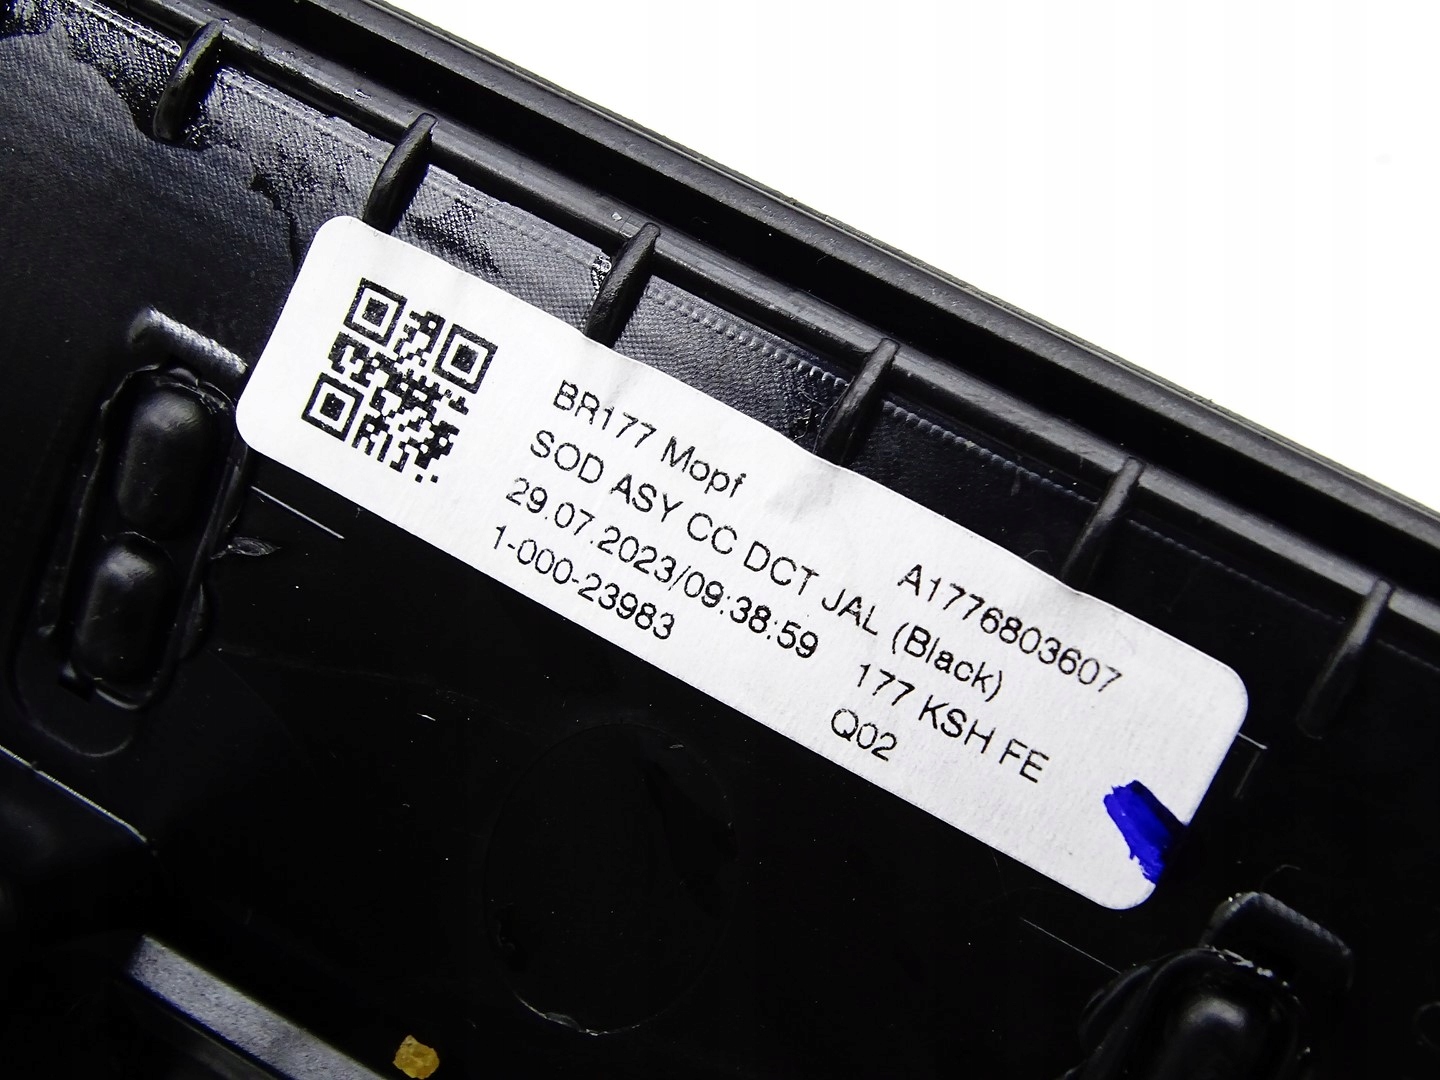 BR177 Mopf A1776803607
SOD ASY CC DCT JAL (Black)
29.07.2023/09:38:59 177 KSH FE
1-000-23983 Q02